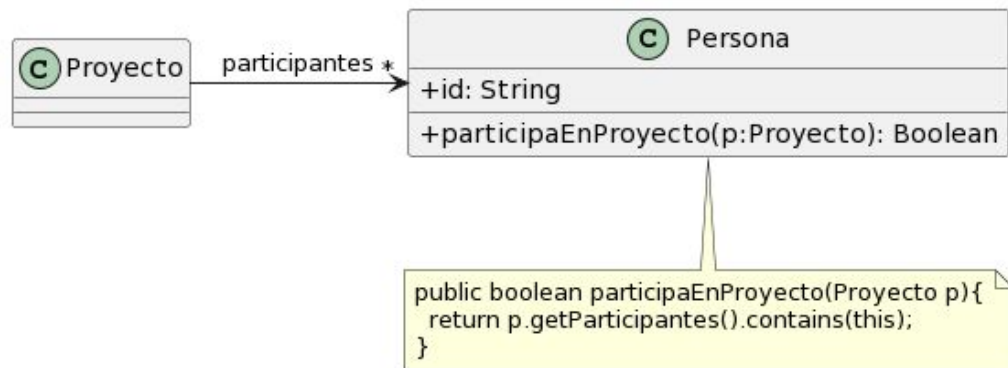 C Proyecto
participantes *
C Persona
+id: String
+participaEnProyecto(p:Proyecto): Boolean
public boolean participaEnProyecto(Proyecto p){
return p.getParticipantes().contains(this);
}